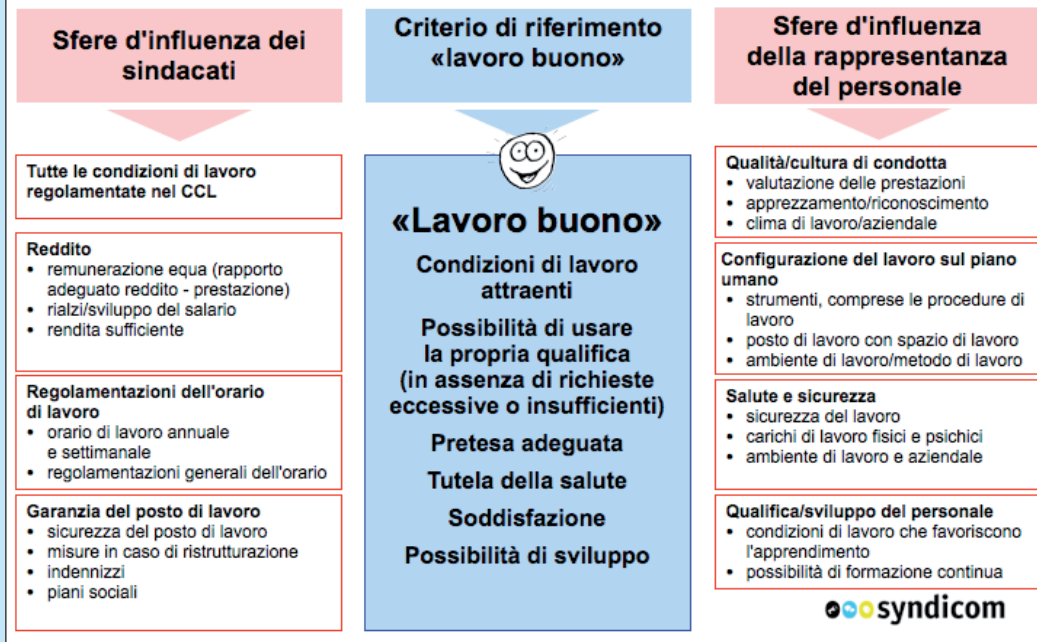 Sfere d'influenza dei
sindacati
Tutte le condizioni di lavoro
regolamentate nel CCL
Reddito
• remunerazione equa (rapporto
adeguato reddito - prestazione)
• rialzi/sviluppo del salario
• rendita sufficiente
Regolamentazioni dell'orario
di lavoro
• orario di lavoro annuale
e settimanale
• regolamentazioni generali dell'orario
Garanzia del posto di lavoro
• sicurezza del posto di lavoro
• misure in caso di ristrutturazione
• indennizzi
• piani sociali
Criterio di riferimento
«lavoro buono»
«Lavoro buono»
Condizioni di lavoro
attraenti
Possibilità di usare
la propria qualifica
(in assenza di richieste
eccessive o insufficienti)
Pretesa adeguata
Tutela della salute
Soddisfazione
Possibilità di sviluppo
Sfere d'influenza
della rappresentanza
del personale
Qualità/cultura di condotta
• valutazione delle prestazioni
• apprezzamento/riconoscimento
• clima di lavoro/aziendale
Configurazione del lavoro sul piano
umano
• strumenti, comprese le procedure di
lavoro
• posto di lavoro con spazio di lavoro
• ambiente di lavoro/metodo di lavoro
Salute e sicurezza
• sicurezza del lavoro
• carichi di lavoro fisici e psichici
• ambiente di lavoro e aziendale
Qualifica/sviluppo del personale
• condizioni di lavoro che favoriscono
l'apprendimento
• possibilità di formazione continua
syndicom